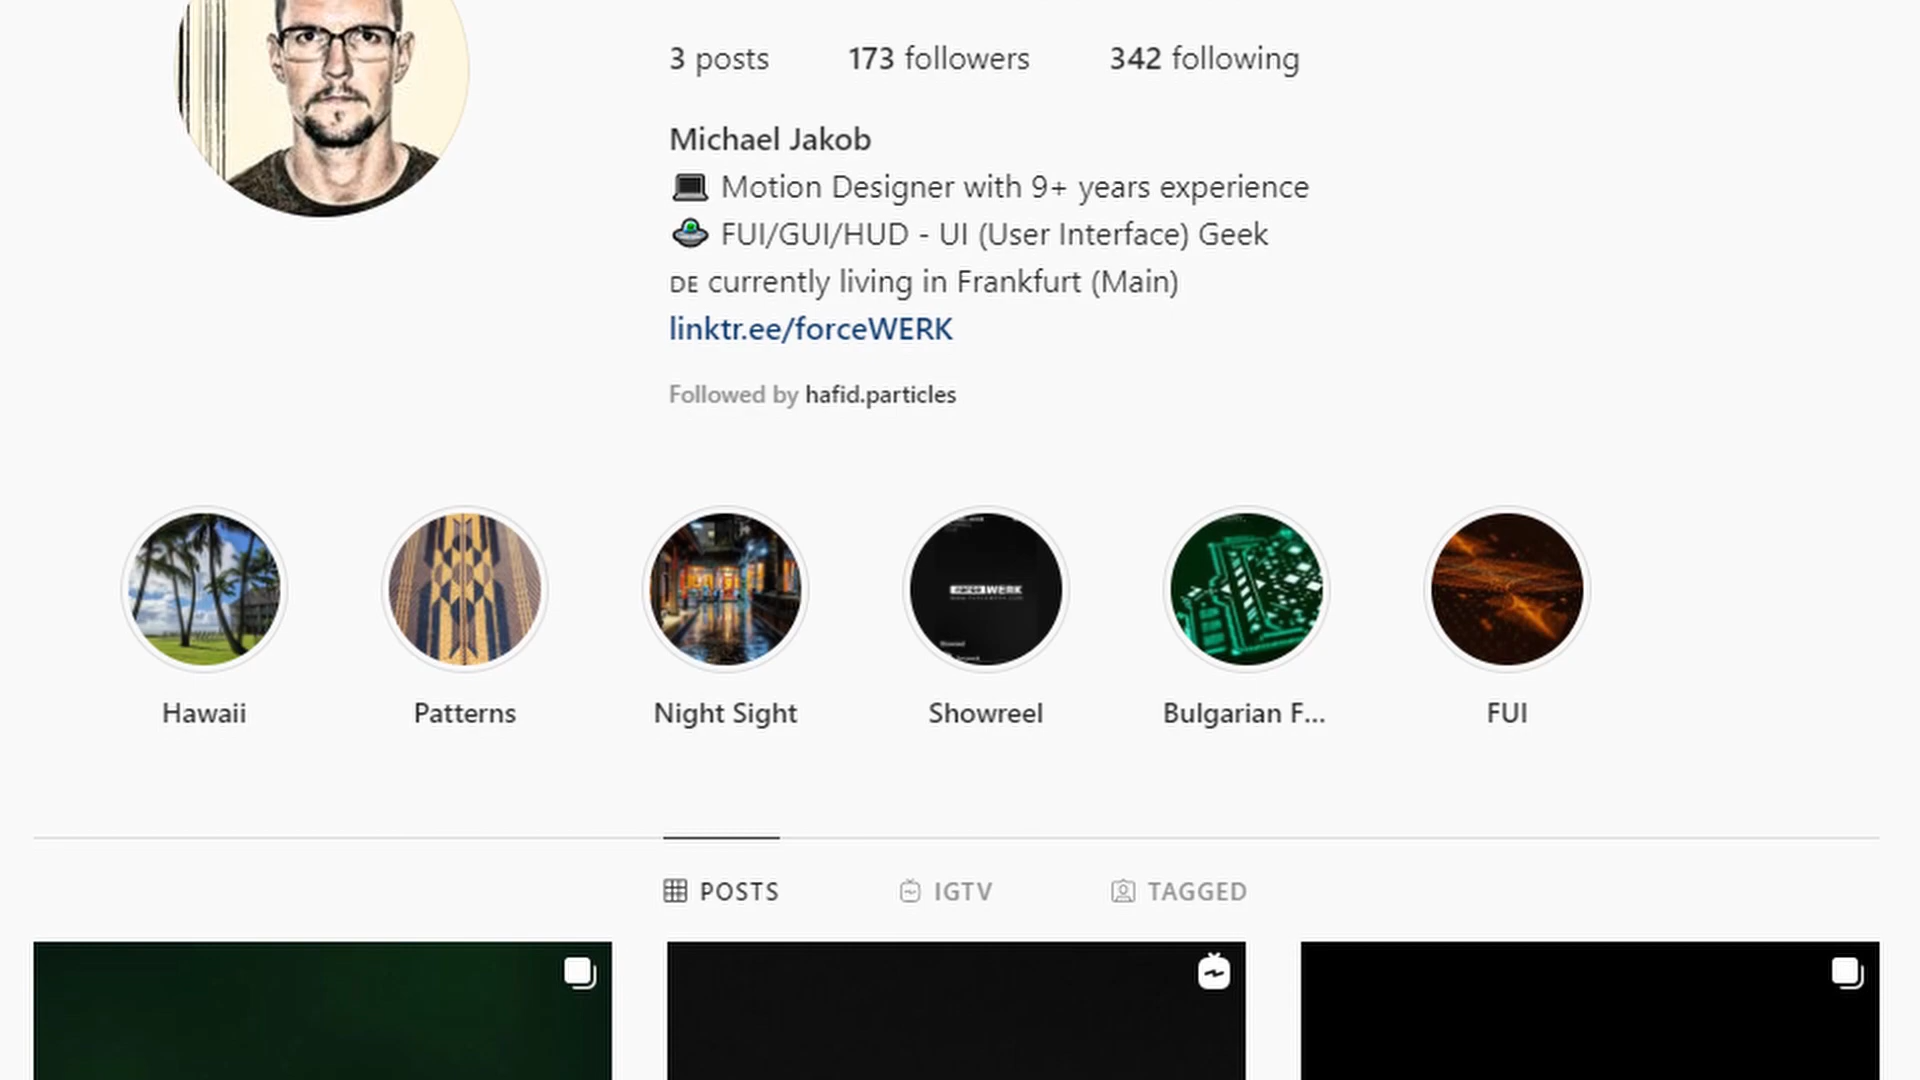 3 posts 173 followers 342 following
Michael Jakob
💻 Motion Designer with 9+ years experience
🛸 FUI/GUI/HUD - UI (User Interface) Geek
DE currently living in Frankfurt (Main)
linktr.ee/forceWERK
Followed by hafid.particles
WERK
Hawaii Patterns Night Sight Showreel Bulgarian F... FUI
POSTS IGTV TAGGED